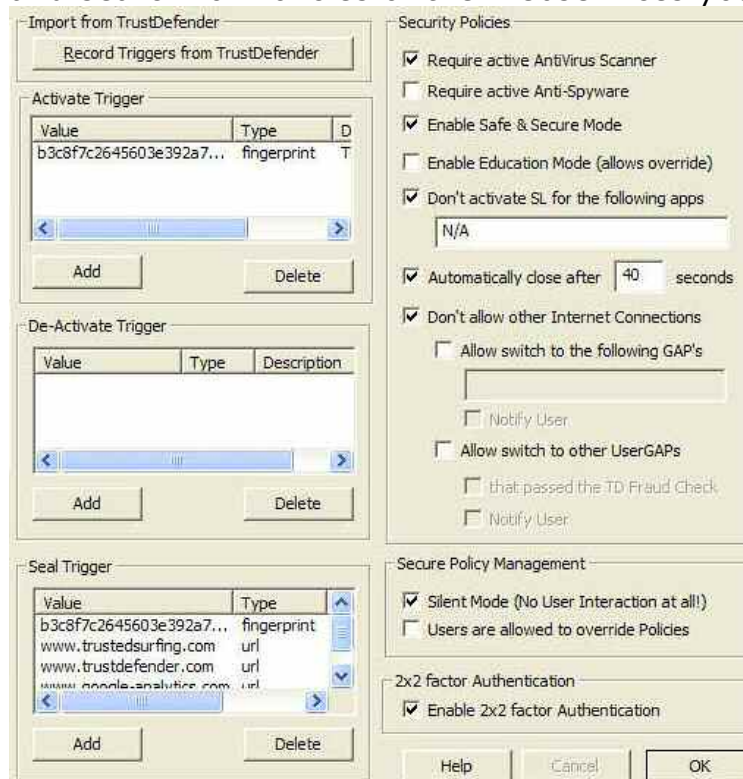 Import from TrustDefender
Record Triggers from TrustDefender
Activate Trigger
Value Type D
b3c8f7c2645603e392a7... fingerprint T
Add Delete
De-Activate Trigger
Value Type Description
Add Delete
Seal Trigger
Value Type
b3c8f7c2645603e392a7... fingerprint
www.trustedsurfing.com url
www.trustdefender.com url
www.google-analytics.com url
Add Delete
Security Policies
Require active AntiVirus Scanner
Require active Anti-Spyware
Enable Safe & Secure Mode
Enable Education Mode (allows override)
Don't activate SL for the following apps
N/A
Automatically close after 40 seconds
Don't allow other Internet Connections
Allow switch to the following GAP's
Notify User
Allow switch to other UserGAPs
that passed the TD Fraud Check
Notify User
Secure Policy Management
Silent Mode (No User Interaction at all!)
Users are allowed to override Policies
2x2 factor Authentication
Enable 2x2 factor Authentication
Help Cancel OK